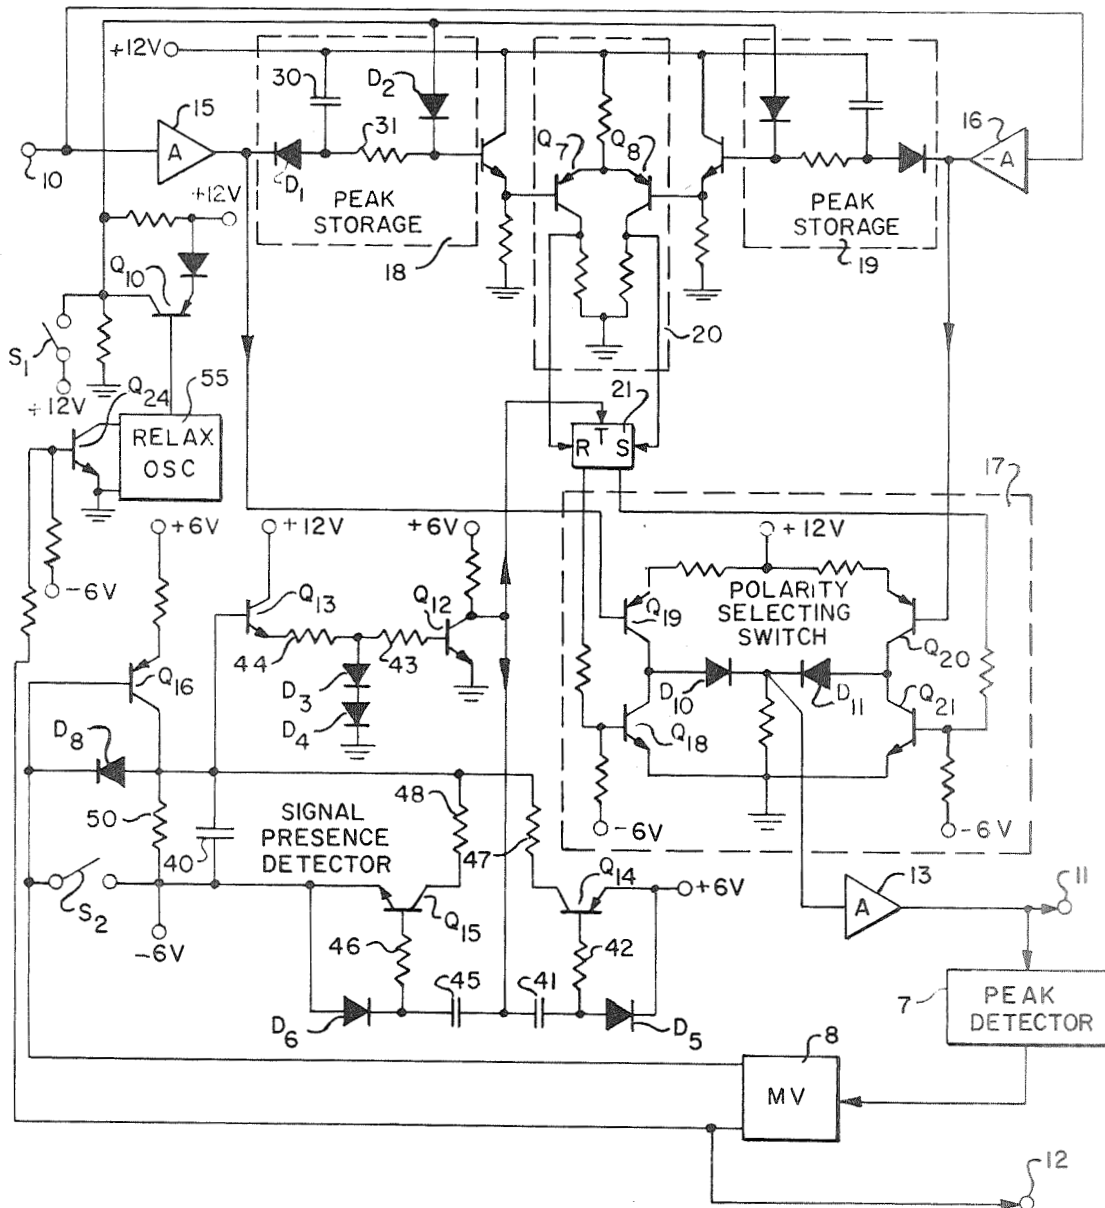 +12V
30
D2
15
A
31
D1
10
+12V
PEAK
STORAGE
18
Q7
Q8
20
PEAK
STORAGE
19
16
-A
Q10
S1
+12V
Q24
55
RELAX
OSC
-6V
21
R T S
17
+6V
+12V
+6V
Q13
Q12
44
43
D3
D4
Q16
D8
50
40
S2
-6V
SIGNAL
PRESENCE
DETECTOR
48
47
Q15
Q14
+6V
46
45
41
42
D6
D5
+12V
POLARITY
SELECTING
SWITCH
Q19
Q20
D10
D11
Q18
Q21
-6V
-6V
13
A
11
7
PEAK
DETECTOR
8
MV
12